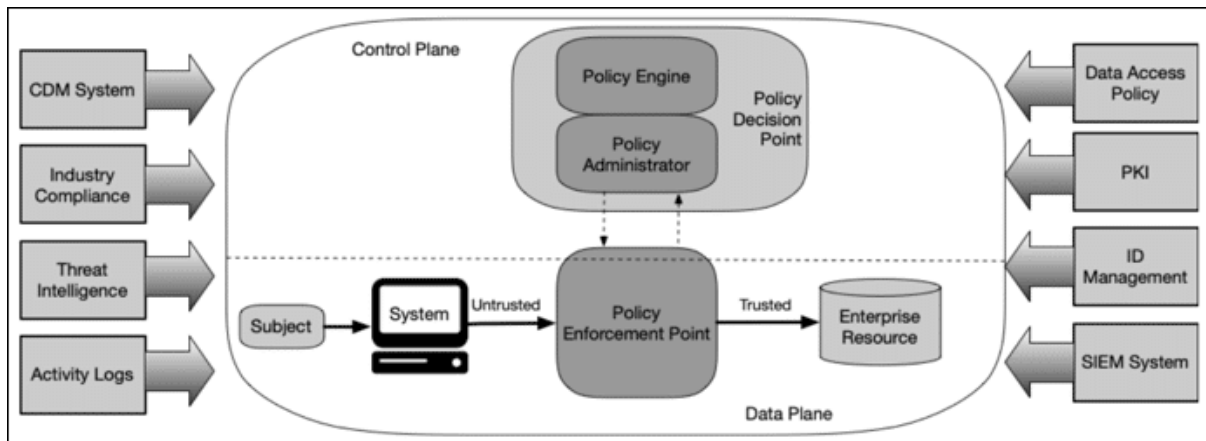 Control Plane
CDM System
Industry
Compliance
Threat
Intelligence
Activity Logs
Policy Engine
Policy
Administrator
Policy
Decision
Point
Subject
System
Untrusted
Policy
Enforcement Point
Trusted
Enterprise
Resource
Data Plane
Data Access
Policy
PKI
ID
Management
SIEM System